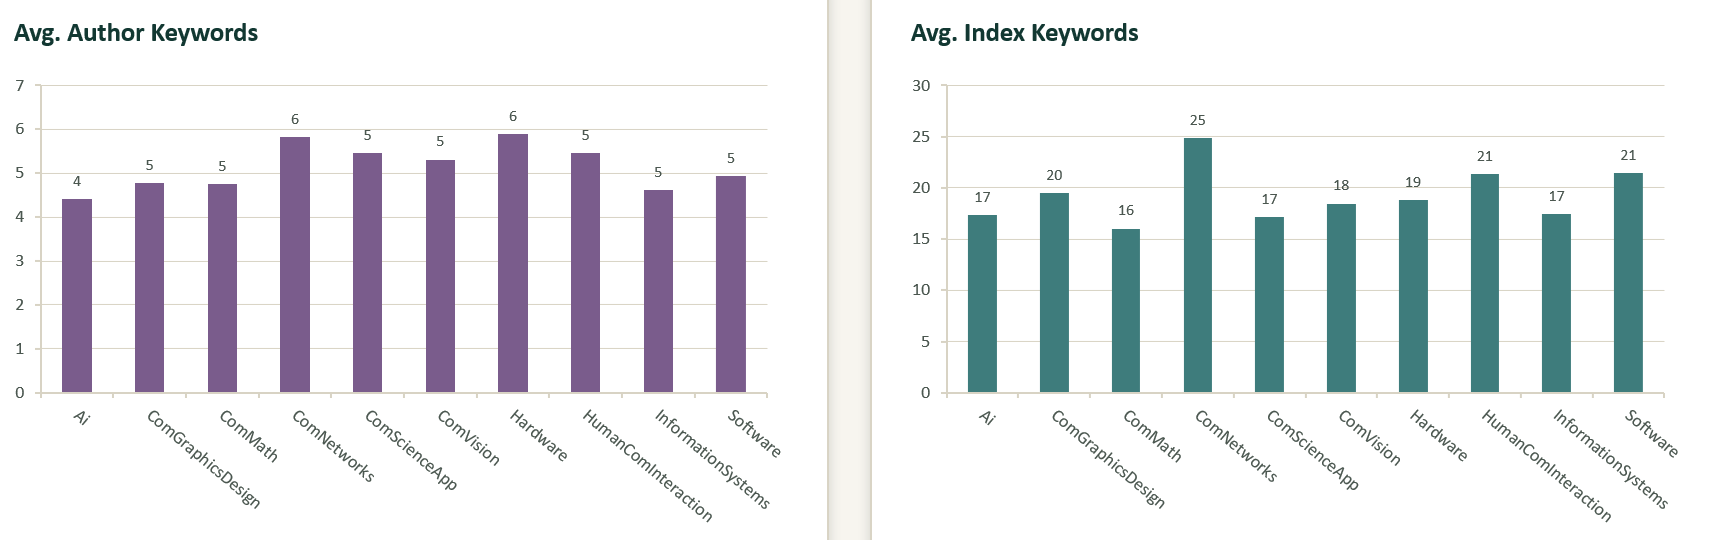 Avg. Author Keywords
7
6
5
4
3
2
1
0
4
5
5
6
5
5
6
5
5
5
Ai
ComGraphicsDesign
ComMath
ComNetworks
ComScienceApp
ComVision
Hardware
HumanComInteraction
InformationSystems
Software
Avg. Index Keywords
30
25
20
15
10
5
0
17
20
16
25
17
18
19
21
17
21
Ai
ComGraphicsDesign
ComMath
ComNetworks
ComScienceApp
ComVision
Hardware
HumanComInteraction
InformationSystems
Software